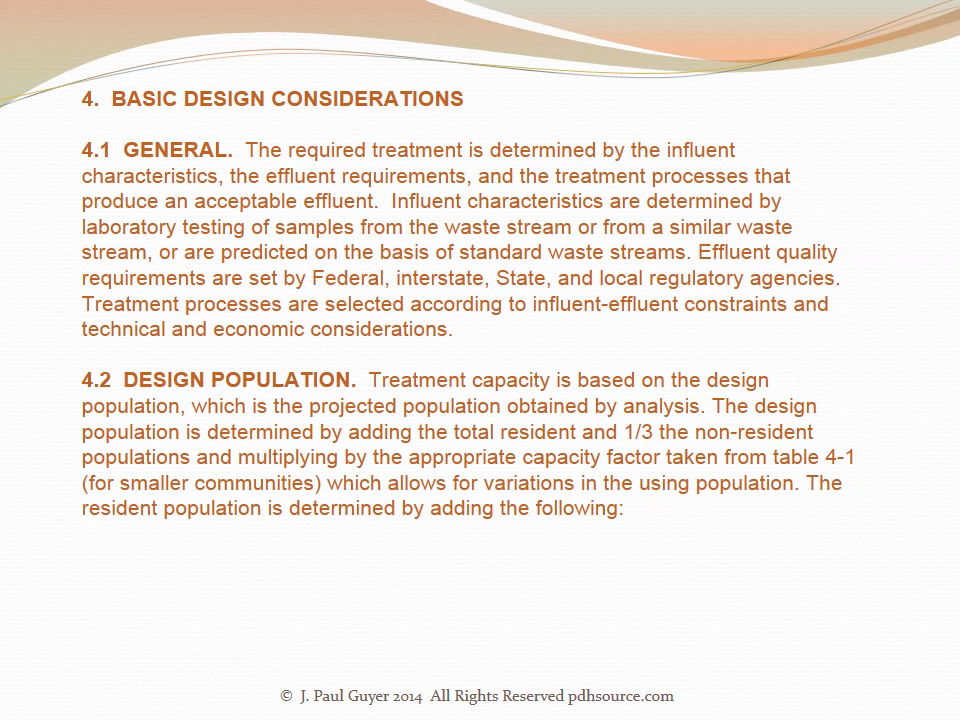 4.  BASIC DESIGN CONSIDERATIONS
4.1  GENERAL.  The required treatment is determined by the influent
characteristics, the effluent requirements, and the treatment processes that
produce an acceptable effluent.  Influent characteristics are determined by
laboratory testing of samples from the waste stream or from a similar waste
stream, or are predicted on the basis of standard waste streams. Effluent quality
requirements are set by Federal, interstate, State, and local regulatory agencies.
Treatment processes are selected according to influent-effluent constraints and
technical and economic considerations.
4.2  DESIGN POPULATION.  Treatment capacity is based on the design
population, which is the projected population obtained by analysis. The design
population is determined by adding the total resident and 1/3 the non-resident
populations and multiplying by the appropriate capacity factor taken from table 4-1
(for smaller communities) which allows for variations in the using population. The
resident population is determined by adding the following:
©  J. Paul Guyer 2014  All Rights Reserved pdhsource.com